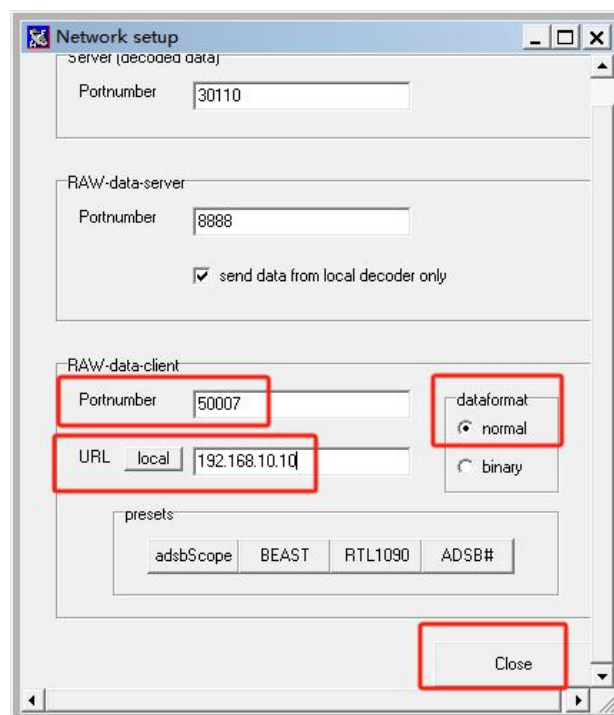 Network setup
Server (decoded data)
Portnumber 30110
RAW-data-server
Portnumber 8888
send data from local decoder only
RAW-data-client
Portnumber 50007
dataformat
normal
URL local 192.168.10.10
binary
presets
adsbScope BEAST RTL1090 ADSB#
Close